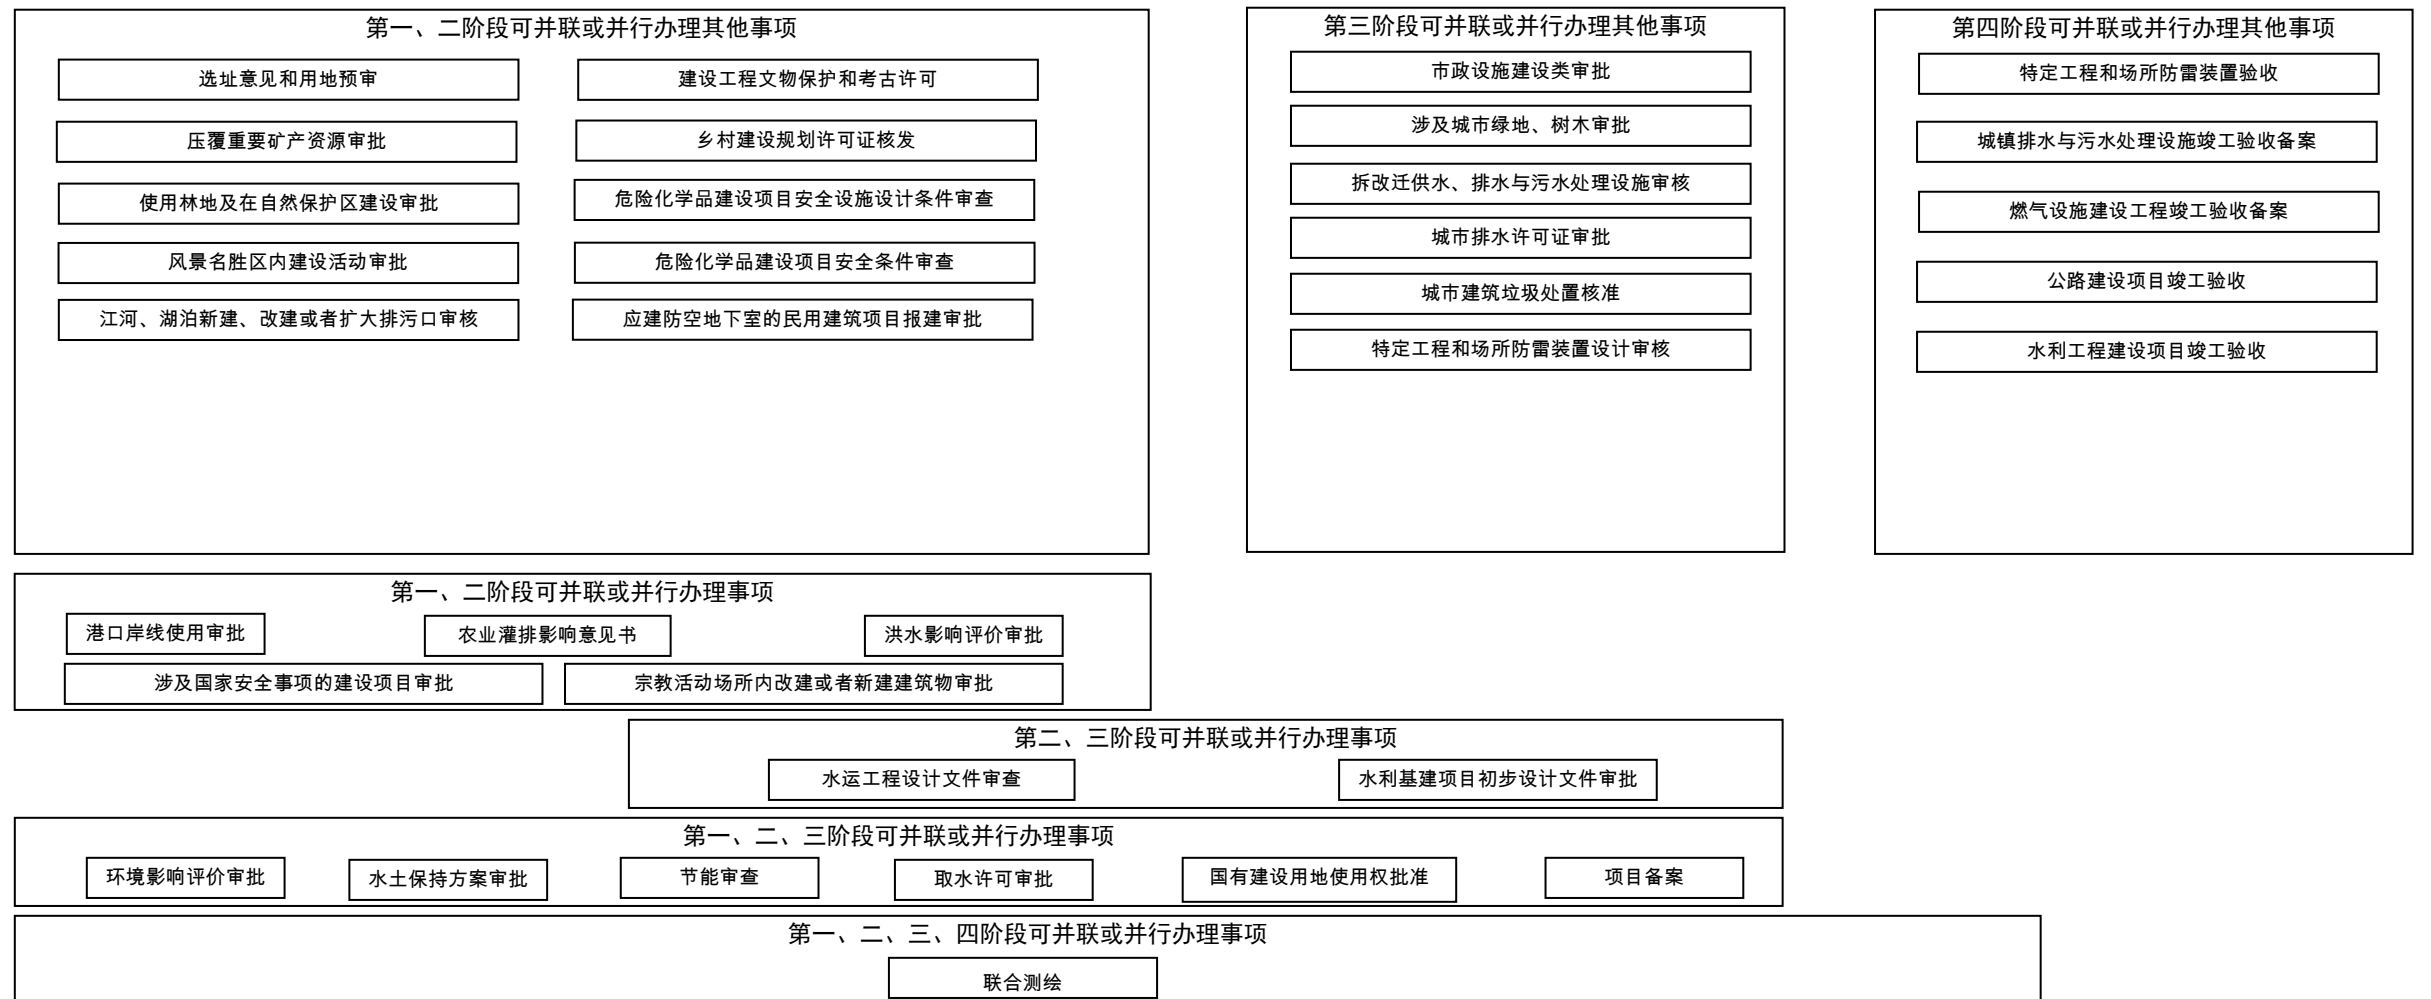 第一、二阶段可并联或并行办理其他事项
选址意见和用地预审
建设工程文物保护和考古许可
压覆重要矿产资源审批
乡村建设规划许可证核发
使用林地及在自然保护区建设审批
危险化学品建设项目安全设施设计条件审查
风景名胜区内建设活动审批
危险化学品建设项目安全条件审查
江河、湖泊新建、改建或者扩大排污口审核
应建防空地下室的民用建筑项目报建审批
第三阶段可并联或并行办理其他事项
市政设施建设类审批
涉及城市绿地、树木审批
拆改迁供水、排水与污水处理设施审核
城市排水许可证审批
城市建筑垃圾处置核准
特定工程和场所防雷装置设计审核
第四阶段可并联或并行办理其他事项
特定工程和场所防雷装置验收
城镇排水与污水处理设施竣工验收备案
燃气设施建设工程竣工验收备案
公路建设项目竣工验收
水利工程建设项目竣工验收
第一、二阶段可并联或并行办理事项
港口岸线使用审批
农业灌排影响意见书
洪水影响评价审批
涉及国家安全事项的建设项目审批
宗教活动场所内改建或者新建建筑物审批
第二、三阶段可并联或并行办理事项
水运工程设计文件审查
水利基建项目初步设计文件审批
第一、二、三阶段可并联或并行办理事项
环境影响评价审批
水土保持方案审批
节能审查
取水许可审批
国有建设用地使用权批准
项目备案
第一、二、三、四阶段可并联或并行办理事项
联合测绘